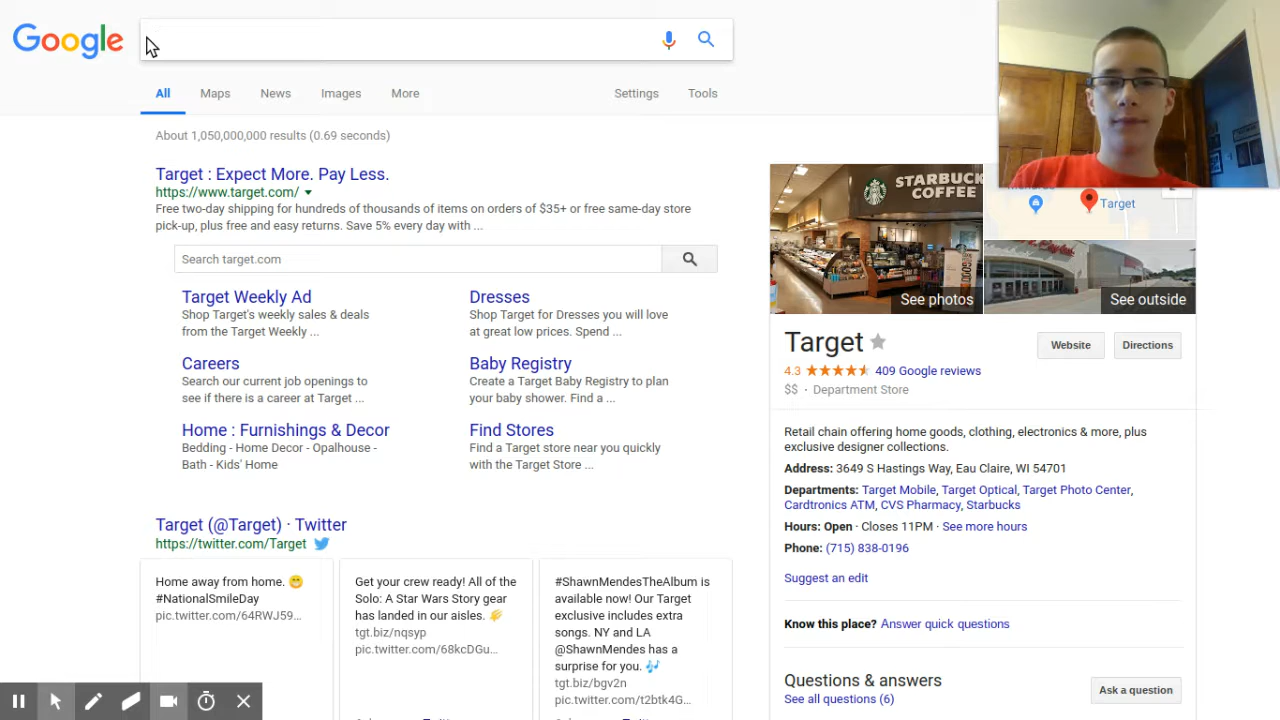 Google
All Maps News Images More Settings Tools
About 1,050,000,000 results (0.69 seconds)
Target : Expect More. Pay Less.
https://www.target.com/
Free two-day shipping for hundreds of thousands of items on orders of $35+ or free same-day store
pick-up, plus free and easy returns. Save 5% every day with ...
Search target.com
Target Weekly Ad
Shop Target's weekly sales & deals
from the Target Weekly ...
Dresses
Shop Target for Dresses you will love
at great low prices. Spend ...
Careers
Search our current job openings to
see if there is a career at Target ...
Baby Registry
Create a Target Baby Registry to plan
your baby shower. Find a ...
Home : Furnishings & Decor
Bedding - Home Decor - Opalhouse -
Bath - Kids' Home
Find Stores
Find a Target store near you quickly
with the Target Store ...
Target (@Target) · Twitter
https://twitter.com/Target
Home away from home. 😁
#NationalSmileDay
pic.twitter.com/64RWJ59...
Get your crew ready! All of the
Solo: A Star Wars Story gear
has landed in our aisles. 👏
tgt.biz/nqsyp
pic.twitter.com/68kcDGu...
#ShawnMendesTheAlbum is
available now! Our Target
exclusive includes extra
songs. NY and LA
@ShawnMendes has a
surprise for you. 🎶
tgt.biz/bgv2n
pic.twitter.com/t2btk4G...
STARBUCK
COFFEE
See photos
Target
See outside
Target
Website
Directions
4.3 409 Google reviews
$$ · Department Store
Retail chain offering home goods, clothing, electronics & more, plus
exclusive designer collections.
Address: 3649 S Hastings Way, Eau Claire, WI 54701
Departments: Target Mobile, Target Optical, Target Photo Center,
Cardtronics ATM, CVS Pharmacy, Starbucks
Hours: Open · Closes 11PM · See more hours
Phone: (715) 838-0196
Suggest an edit
Know this place? Answer quick questions
Questions & answers
See all questions (6)
Ask a question